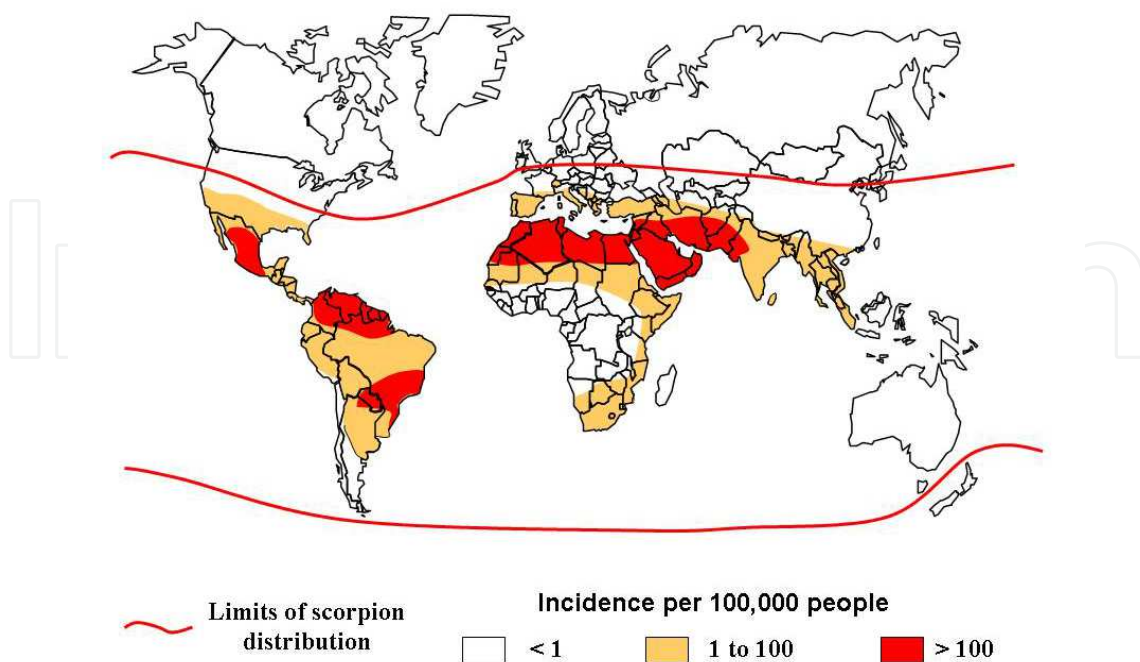 Limits of scorpion
distribution
Incidence per 100,000 people
< 1
1 to 100
> 100